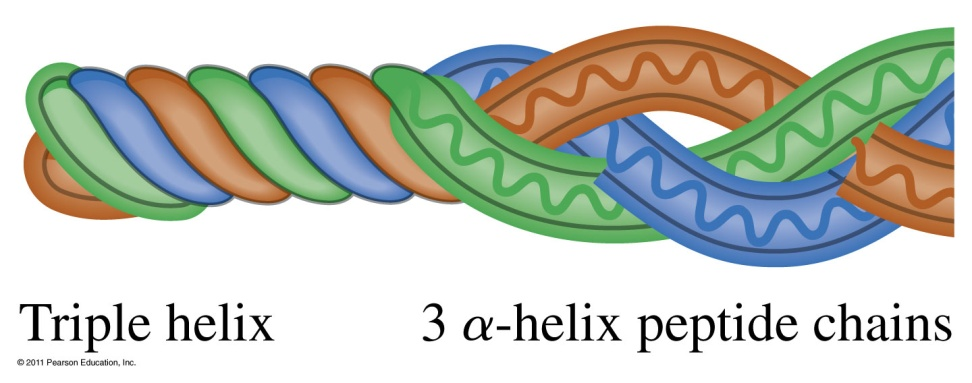 Triple helix
3 α-helix peptide chains
© 2011 Pearson Education, Inc.